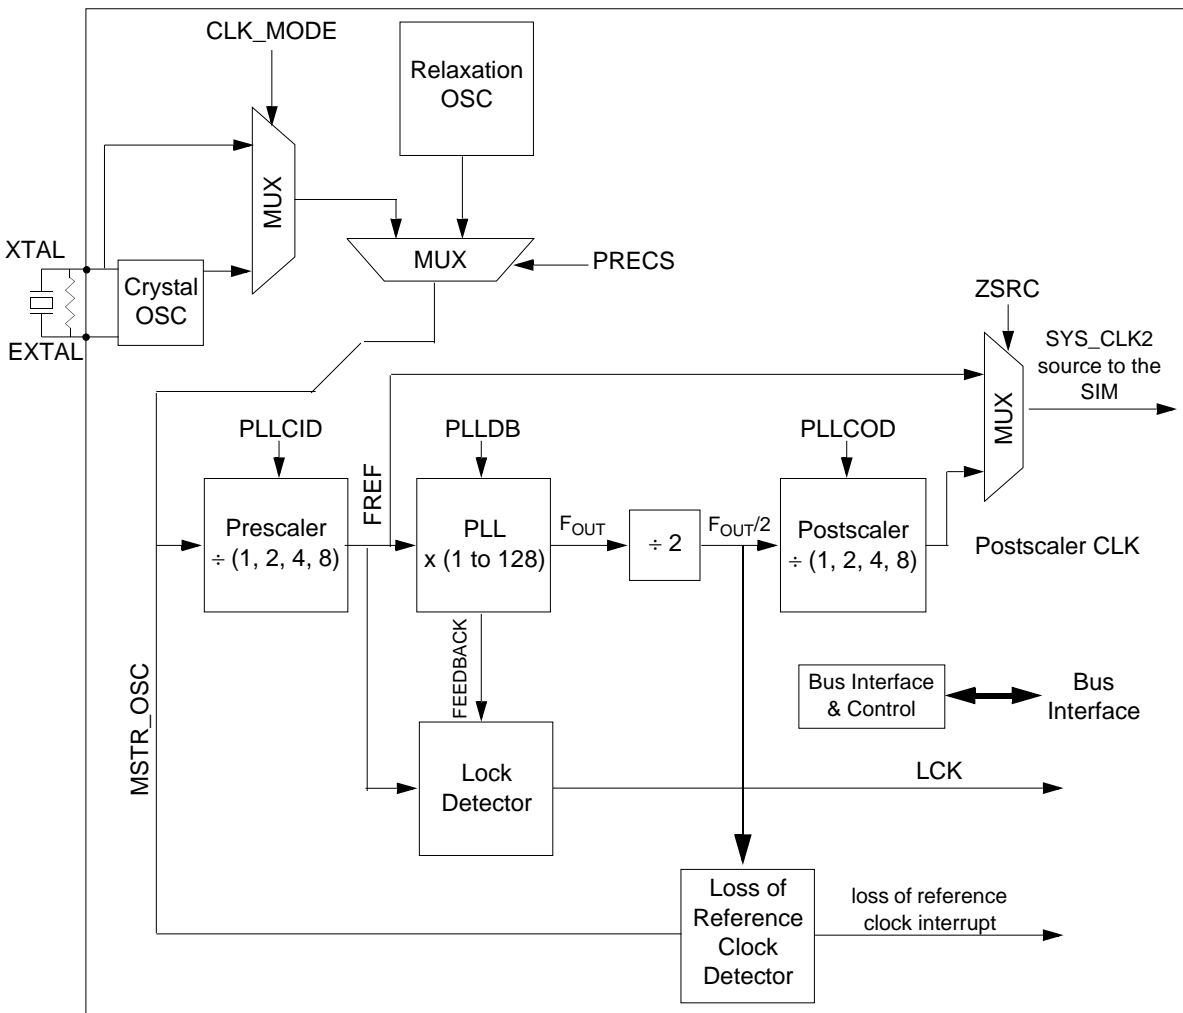 CLK_MODE
Relaxation
OSC
MUX
XTAL
Crystal
OSC
EXTAL
MUX
PRECS
ZSRC
SYS_CLK2
source to the
SIM
MUX
PLLCID
PLLDB
PLLCOD
FREF
Prescaler
÷ (1, 2, 4, 8)
PLL
x (1 to 128)
FOUT
÷ 2
FOUT/2
Postscaler
÷ (1, 2, 4, 8)
Postscaler CLK
FEEDBACK
MSTR_OSC
Bus Interface
& Control
Bus
Interface
Lock
Detector
LCK
Loss of
Reference
Clock
Detector
loss of reference
clock interrupt